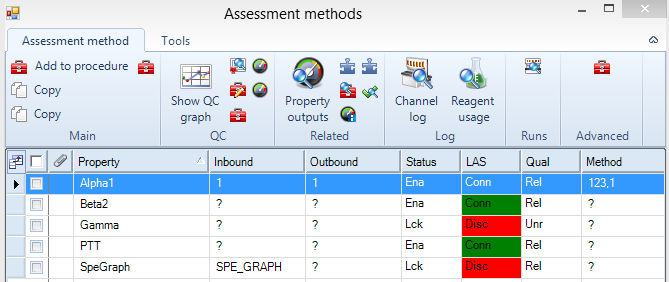 Assessment methods
Assessment method Tools
Add to procedure
Copy
Copy
Main
Show QC graph
QC
Property outputs
Related
Channel log
Reagent usage
Log
Runs
Advanced
Property Inbound Outbound Status LAS Qual Method
Alpha1 1 1 Ena Conn Rel 123,1
Beta2 ? ? Ena Conn Rel ?
Gamma ? ? Lck Disc Unr ?
PTT ? ? Ena Conn Rel ?
SpeGraph SPE_GRAPH ? Lck Disc Rel ?